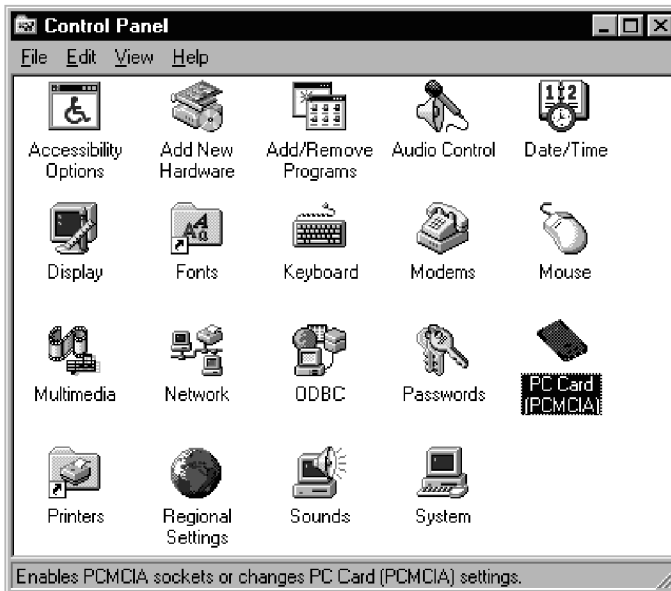 Control Panel
File Edit View Help
Accessibility Options
Add New Hardware
Add/Remove Programs
Audio Control
Date/Time
Display
Fonts
Keyboard
Modems
Mouse
Multimedia
Network
ODBC
Passwords
PC Card (PCMCIA)
Printers
Regional Settings
Sounds
System
Enables PCMCIA sockets or changes PC Card (PCMCIA) settings.